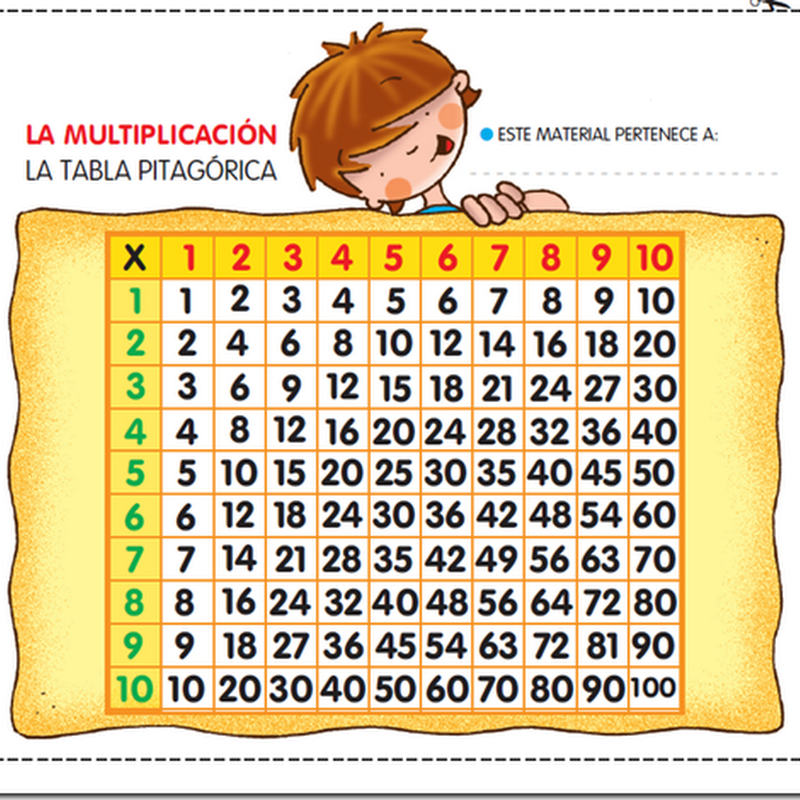 LA MULTIPLICACIÓN
LA TABLA PITAGÓRICA
ESTE MATERIAL PERTENECE A:
X 1 2 3 4 5 6 7 8 9 10
1 1 2 3 4 5 6 7 8 9 10
2 2 4 6 8 10 12 14 16 18 20
3 3 6 9 12 15 18 21 24 27 30
4 4 8 12 16 20 24 28 32 36 40
5 5 10 15 20 25 30 35 40 45 50
6 6 12 18 24 30 36 42 48 54 60
7 7 14 21 28 35 42 49 56 63 70
8 8 16 24 32 40 48 56 64 72 80
9 9 18 27 36 45 54 63 72 81 90
10 10 20 30 40 50 60 70 80 90 100